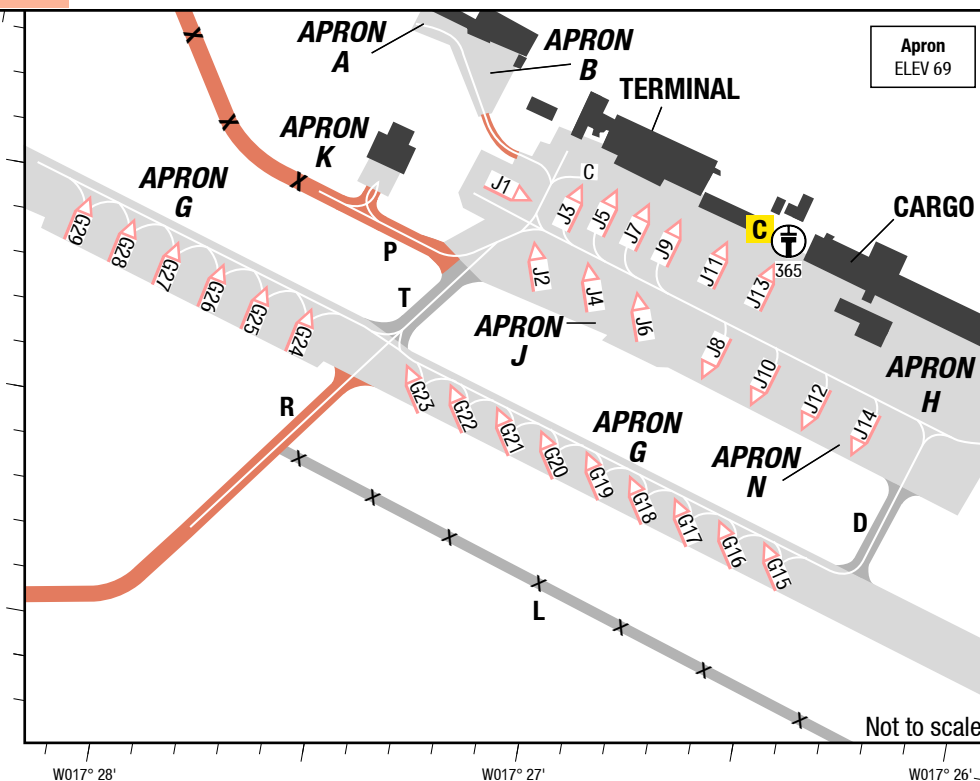 APRON
A
APRON
B
Apron
ELEV 69
TERMINAL
APRON
K
C
APRON
G
J1
J3
J5
J7
J9
J11
J13
C
365
CARGO
G29
G28
G27
G26
G25
G24
P
T
J2
J4
J6
APRON
J
J8
J10
J12
J14
APRON
H
R
G23
G22
G21
G20
G19
G18
G17
G16
G15
APRON
G
APRON
N
D
L
Not to scale
W017° 28'
W017° 27'
W017° 26'